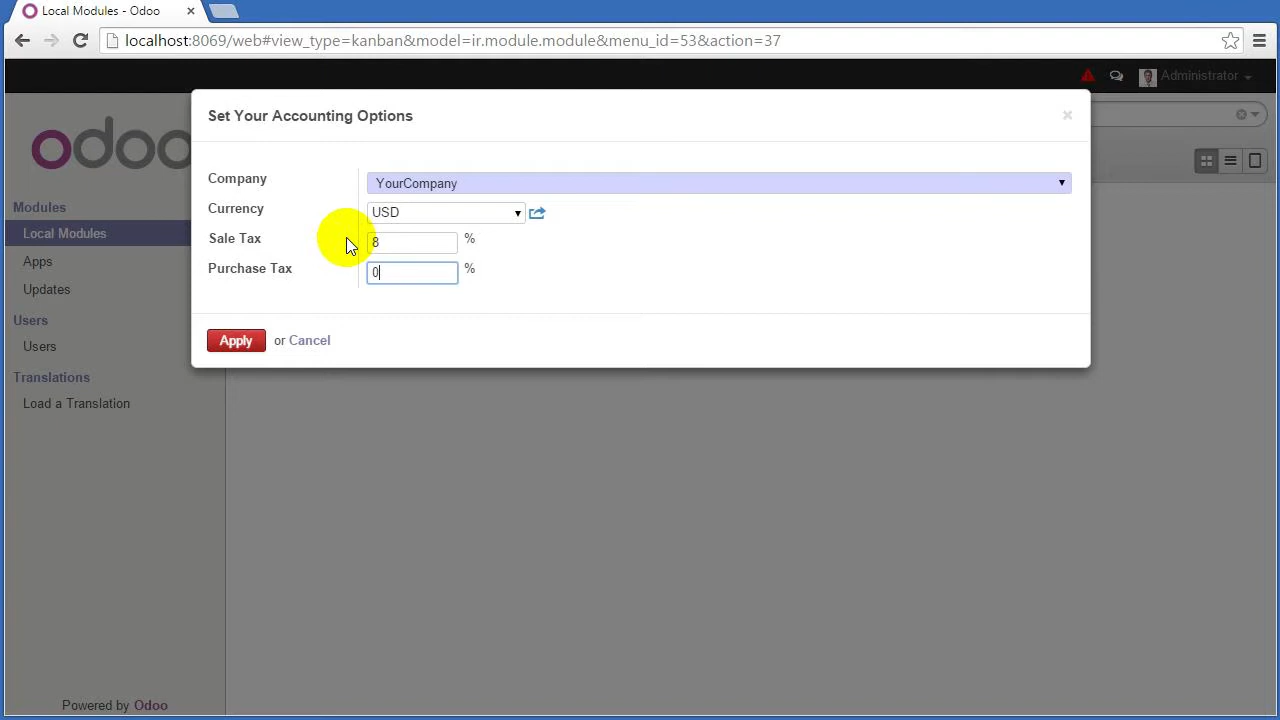 Local Modules - Odoo ×
localhost:8069/web#view_type=kanban&model=ir.module.module&menu_id=53&action=37
Administrator
odoo
Set Your Accounting Options ×
Company YourCompany
Currency USD
Sale Tax 8 %
Purchase Tax 0 %
Apply or Cancel
Modules
Local Modules
Apps
Updates
Users
Users
Translations
Load a Translation
Powered by Odoo